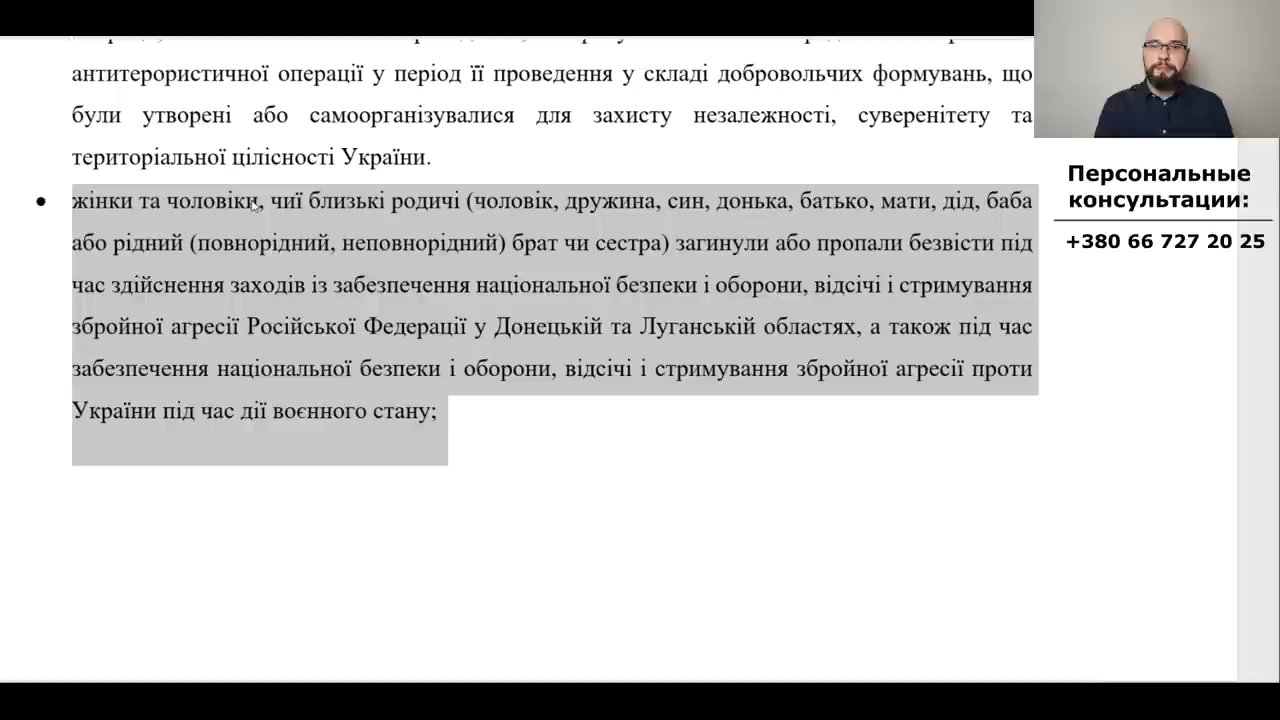 антитерористичної операції у період її проведення у складі добровольчих формувань, що
були утворені або самоорганізувалися для захисту незалежності, суверенітету та
територіальної цілісності України.
● жінки та чоловіки, чиї близькі родичі (чоловік, дружина, син, донька, батько, мати, дід, баба
або рідний (повнорідний, неповнорідний) брат чи сестра) загинули або пропали безвісти під
час здійснення заходів із забезпечення національної безпеки і оборони, відсічі і стримування
збройної агресії Російської Федерації у Донецькій та Луганській областях, а також під час
забезпечення національної безпеки і оборони, відсічі і стримування збройної агресії проти
України під час дії воєнного стану;
Персональные
консультации:
+380 66 727 20 25